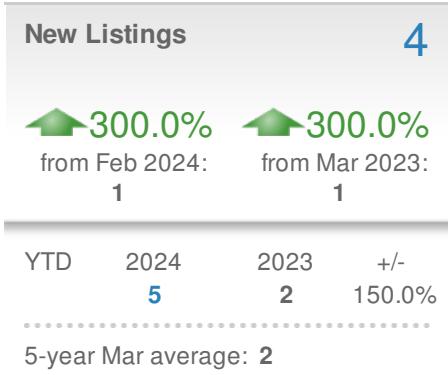 New Listings 4
300.0% 300.0%
from Feb 2024: from Mar 2023:
1 1
YTD 2024 2023 +/-
5 2 150.0%
5-year Mar average: 2